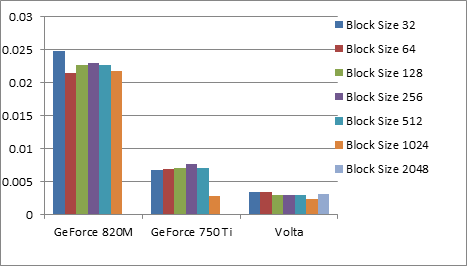 0.03
0.025
0.02
0.015
0.01
0.005
0
GeForce 820M
GeForce 750 Ti
Volta
Block Size 32
Block Size 64
Block Size 128
Block Size 256
Block Size 512
Block Size 1024
Block Size 2048